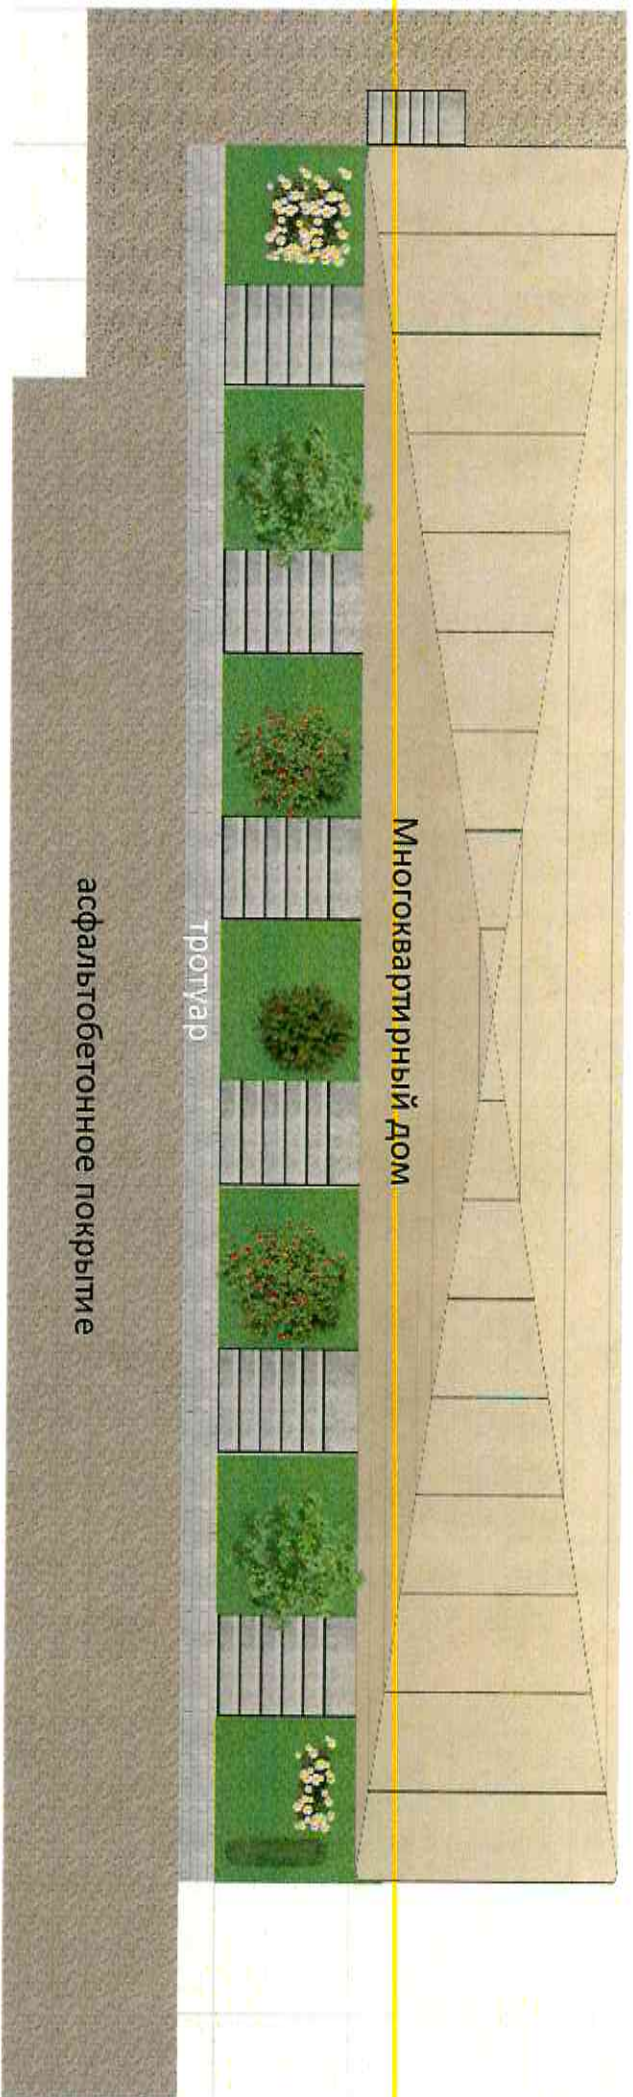 Многоквартирный дом
тротуар
асфальтобетонное покрытие